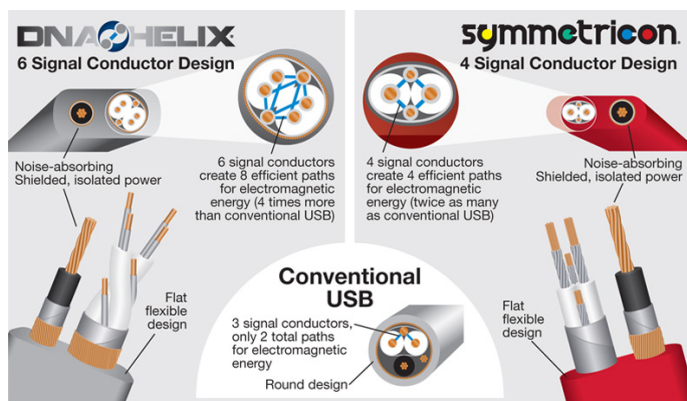 DNA HELIX
6 Signal Conductor Design
6 signal conductors
create 8 efficient paths
for electromagnetic
energy (4 times more
than conventional USB)
Noise-absorbing
Shielded, isolated power
Flat
flexible
design
symmetricon
4 Signal Conductor Design
4 signal conductors
create 4 efficient paths
for electromagnetic
energy (twice as many
as conventional USB)
Noise-absorbing
Shielded, isolated power
Flat
flexible
design
Conventional
USB
3 signal conductors,
only 2 total paths
for electromagnetic
energy
Round design